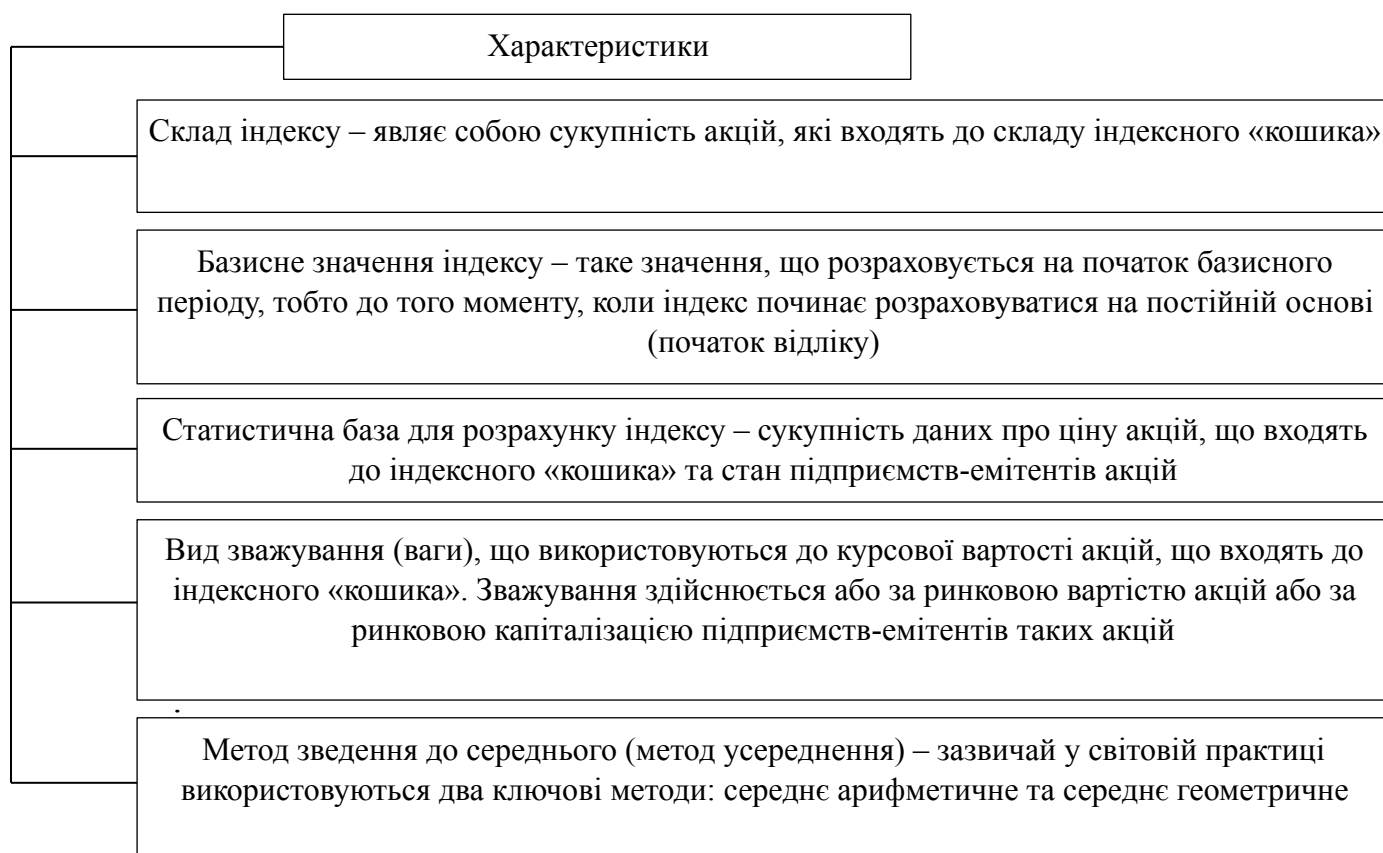 Характеристики
Склад індексу – являє собою сукупність акцій, які входять до складу індексного «кошика»
Базисне значення індексу – таке значення, що розраховується на початок базисного
періоду, тобто до того моменту, коли індекс починає розраховуватися на постійній основі
(початок відліку)
Статистична база для розрахунку індексу – сукупність даних про ціну акцій, що входять
до індексного «кошика» та стан підприємств-емітентів акцій
Вид зважування (ваги), що використовуються до курсової вартості акцій, що входять до
індексного «кошика». Зважування здійснюється або за ринковою вартістю акцій або за
ринковою капіталізацією підприємств-емітентів таких акцій
Метод зведення до середнього (метод усереднення) – зазвичай у світовій практиці
використовуються два ключові методи: середнє арифметичне та середнє геометричне